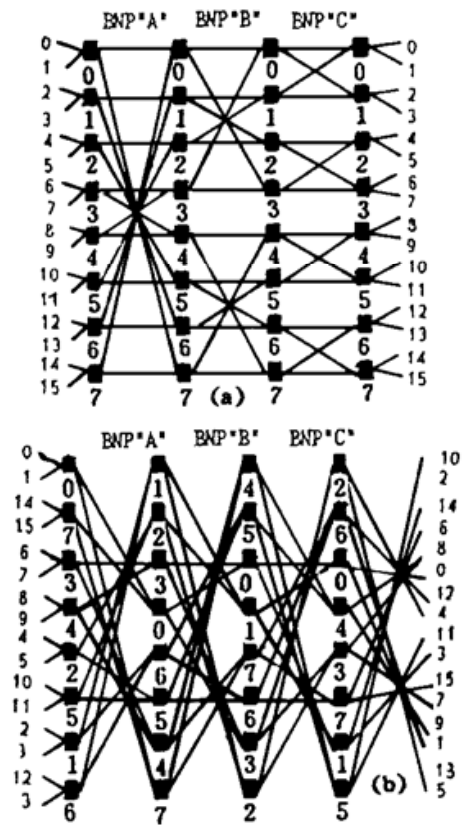 BNP"A" BNP"B" BNP"C"
0 0
1 0 0 0 0 1
2 2
3 1 1 1 1 3
4 4
5 2 2 2 2 5
6 6
7 3 3 3 3 7
8 8
9 4 4 4 4 9
10 10
11 5 5 5 5 11
12 12
13 6 6 6 6 13
14 14
15 7 7 7 7 15
(a)
BNP"A" BNP"B" BNP"C"
0 10
1 0 1 4 2 2
14 14
15 7 2 5 6 6
6 8
7 3 3 0 0 0
8 12
9 4 0 1 4 4
4 11
5 2 6 7 3 3
10 15
11 5 5 6 7 7
2 9
3 1 4 3 1 1
12 13
3 6 7 2 5 5
(b)